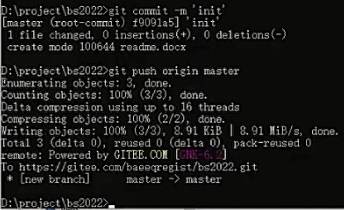 D:\project\bs2022>git commit -m 'init'
[master (root-commit) f9091a5] 'init'
1 file changed, 0 insertions(+), 0 deletions(-)
create mode 100644 readme.docx
D:\project\bs2022>git push origin master
Enumerating objects: 3, done.
Counting objects: 100% (3/3), done.
Delta compression using up to 16 threads
Compressing objects: 100% (2/2), done.
Writing objects: 100% (3/3), 8.91 KiB | 8.91 MiB/s, done.
Total 3 (delta 0), reused 0 (delta 0), pack-reused 0
remote: Powered by GITEE.COM [GNK-6.2]
To https://gitee.com/baeeqregist/bs2022.git
* [new branch] master -> master
D:\project\bs2022>